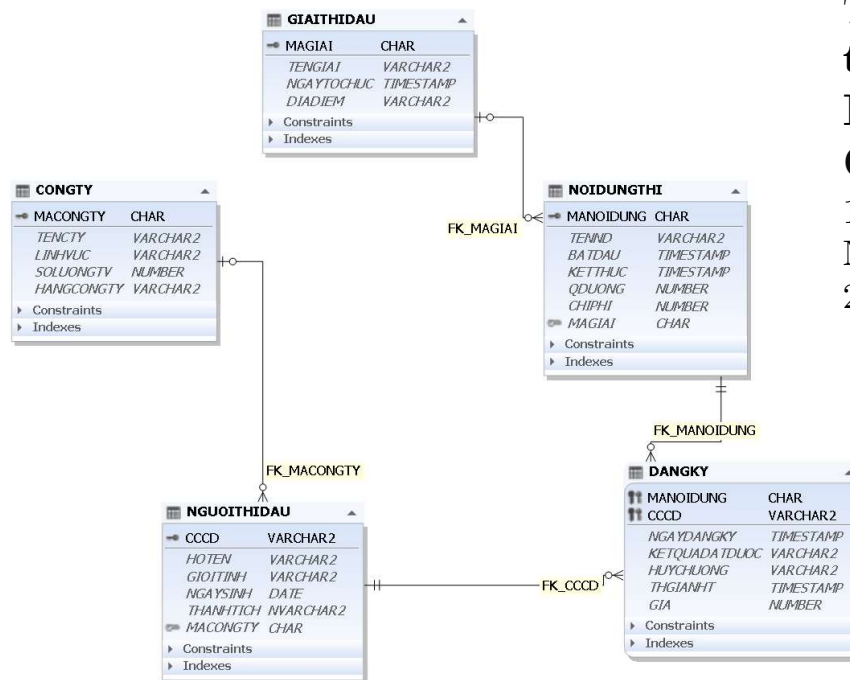 GIAITHIDAU
MAGIAI CHAR
TENGIAI VARCHAR2
NGAYTOCHUC TIMESTAMP
DIADIEM VARCHAR2
Constraints
Indexes
CONGTY
MACONGTY CHAR
TENCTY VARCHAR2
LINHVUC VARCHAR2
SOLUONGTV NUMBER
HANGCONGTY VARCHAR2
Constraints
Indexes
FK_MAGIAI
NOIDUNGTHI
MANOIDUNG CHAR
TENND VARCHAR2
BATDAU TIMESTAMP
KETTHUC TIMESTAMP
QDUONG NUMBER
CHIPHI NUMBER
MAGIAI CHAR
Constraints
Indexes
FK_MACONGTY
FK_MANOIDUNG
NGUOITHIDAU
CCCD VARCHAR2
HOTEN VARCHAR2
GIOITINH VARCHAR2
NGAYSINH DATE
THANHTICH NVARCHAR2
MACONGTY CHAR
Constraints
Indexes
FK_CCCD
DANGKY
MANOIDUNG CHAR
CCCD VARCHAR2
NGAYDANGKY TIMESTAMP
KETQUADATDUOC VARCHAR2
HUYCHUONG VARCHAR2
THGIANHT TIMESTAMP
GIA NUMBER
Constraints
Indexes